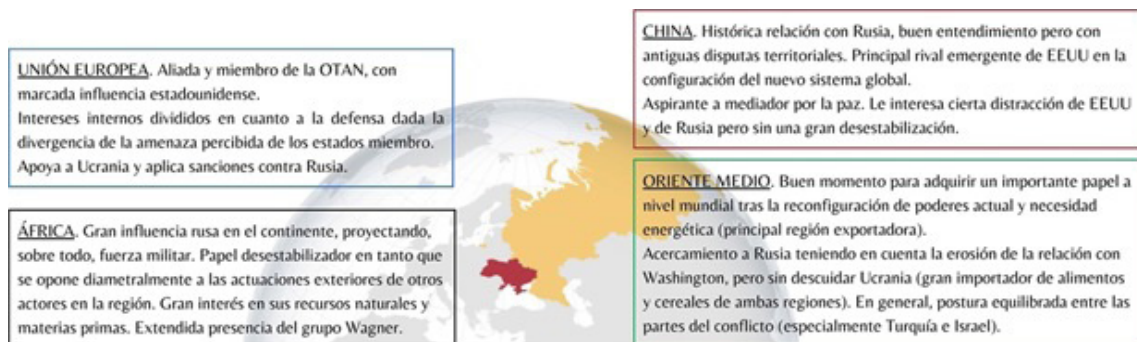 UNIÓN EUROPEA. Aliada y miembro de la OTAN, con
marcada influencia estadounidense.
Intereses internos divididos en cuanto a la defensa dada la
divergencia de la amenaza percibida de los estados miembro.
Apoya a Ucrania y aplica sanciones contra Rusia.
ÁFRICA. Gran influencia rusa en el continente, proyectando,
sobre todo, fuerza militar. Papel desestabilizador en tanto que
se opone diametralmente a las actuaciones exteriores de otros
actores en la región. Gran interés en sus recursos naturales y
materias primas. Extendida presencia del grupo Wagner.
CHINA. Histórica relación con Rusia, buen entendimiento pero con
antiguas disputas territoriales. Principal rival emergente de EEUU en la
configuración del nuevo sistema global.
Aspirante a mediador por la paz. Le interesa cierta distracción de EEUU
y de Rusia pero sin una gran desestabilización.
ORIENTE MEDIO. Buen momento para adquirir un importante papel a
nivel mundial tras la reconfiguración de poderes actual y necesidad
energética (principal región exportadora).
Acercamiento a Rusia teniendo en cuenta la erosión de la relación con
Washington, pero sin descuidar Ucrania (gran importador de alimentos
y cereales de ambas regiones). En general, postura equilibrada entre las
partes del conflicto (especialmente Turquía e Israel).